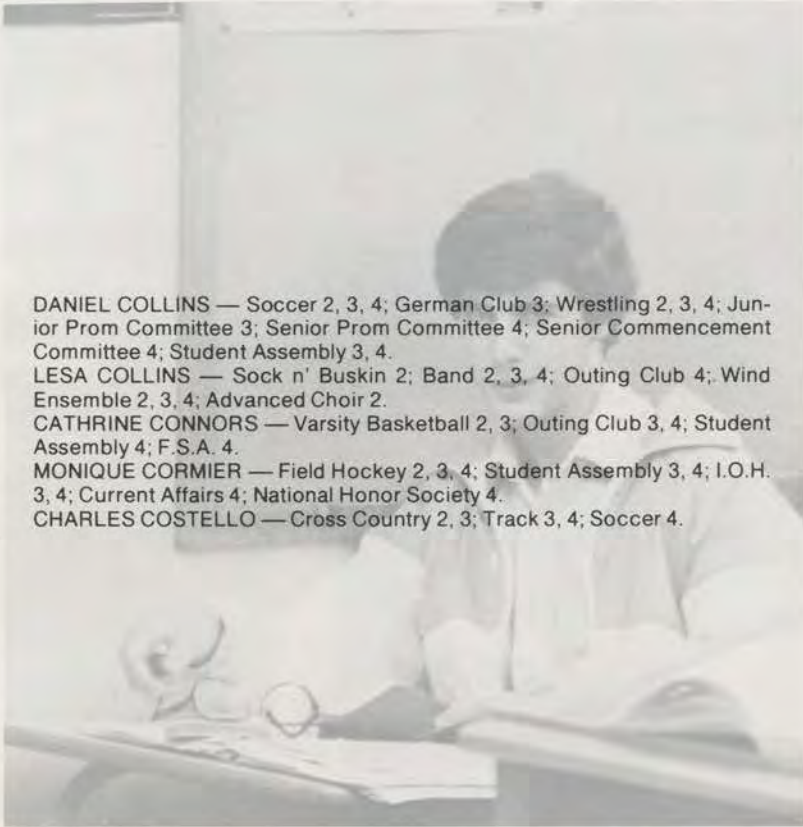 DANIEL COLLINS — Soccer 2, 3, 4; German Club 3; Wrestling 2, 3, 4; Jun-
ior Prom Committee 3; Senior Prom Committee 4; Senior Commencement
Committee 4; Student Assembly 3, 4.
LESA COLLINS — Sock n' Buskin 2; Band 2, 3, 4; Outing Club 4; Wind
Ensemble 2, 3, 4; Advanced Choir 2.
CATHRINE CONNORS — Varsity Basketball 2, 3; Outing Club 3, 4; Student
Assembly 4; F.S.A. 4.
MONIQUE CORMIER — Field Hockey 2, 3, 4; Student Assembly 3, 4; I.O.H.
3, 4; Current Affairs 4; National Honor Society 4.
CHARLES COSTELLO — Cross Country 2, 3; Track 3, 4; Soccer 4.